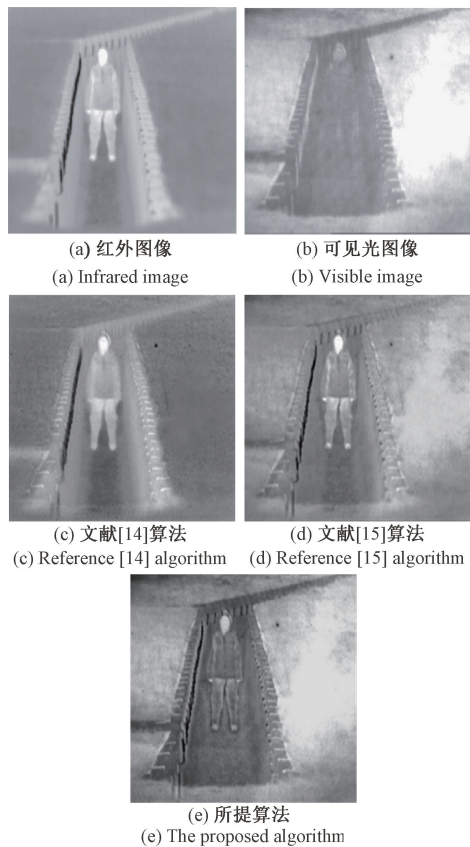 (a) 红外图像
(b) 可见光图像
(a) Infrared image
(b) Visible image
(c) 文献[14]算法
(d) 文献[15]算法
(c) Reference [14] algorithm
(d) Reference [15] algorithm
(e) 所提算法
(e) The proposed algorithm